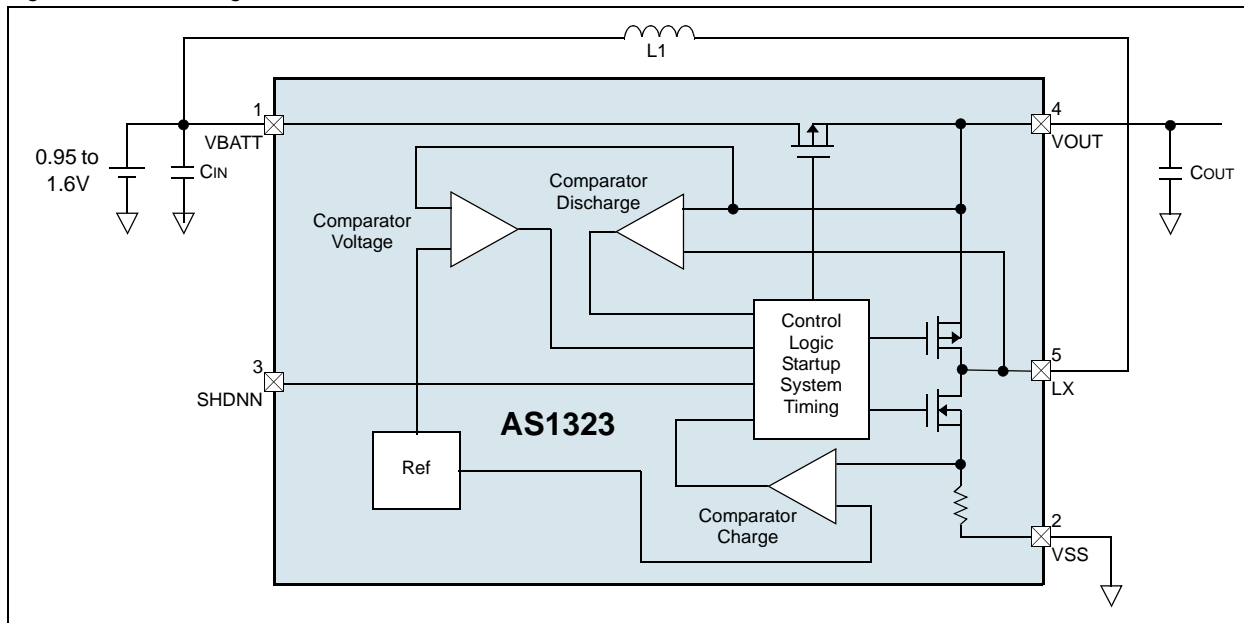 L1
1
VBATT
4
VOUT
0.95 to
1.6V
CIN
COUT
Comparator
Voltage
Comparator
Discharge
Control
Logic
Startup
System
Timing
3
SHDNN
5
LX
AS1323
Ref
Comparator
Charge
2
VSS